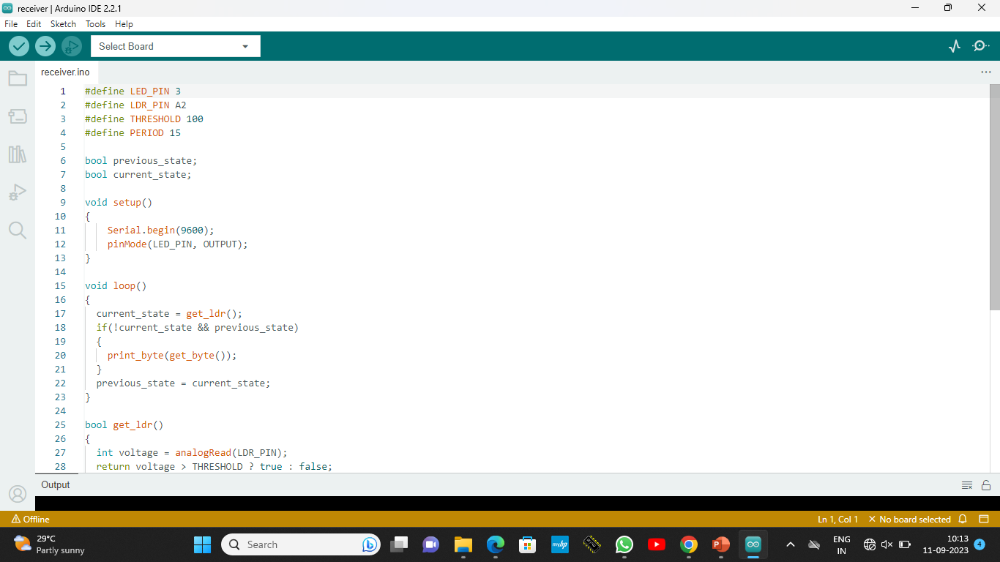 receiver | Arduino IDE 2.2.1
File Edit Sketch Tools Help
Select Board
receiver.ino
1 #define LED_PIN 3
2 #define LDR_PIN A2
3 #define THRESHOLD 100
4 #define PERIOD 15
5
6 bool previous_state;
7 bool current_state;
8
9 void setup()
10 {
11 Serial.begin(9600);
12 pinMode(LED_PIN, OUTPUT);
13 }
14
15 void loop()
16 {
17 current_state = get_ldr();
18 if(!current_state && previous_state)
19 {
20 print_byte(get_byte());
21 }
22 previous_state = current_state;
23 }
24
25 bool get_ldr()
26 {
27 int voltage = analogRead(LDR_PIN);
28 return voltage > THRESHOLD ? true : false;
Output
Offline
Ln 1, Col 1 × No board selected
29°C
Partly sunny
Search
myhp
ENG
IN
10:13
11-09-2023
4